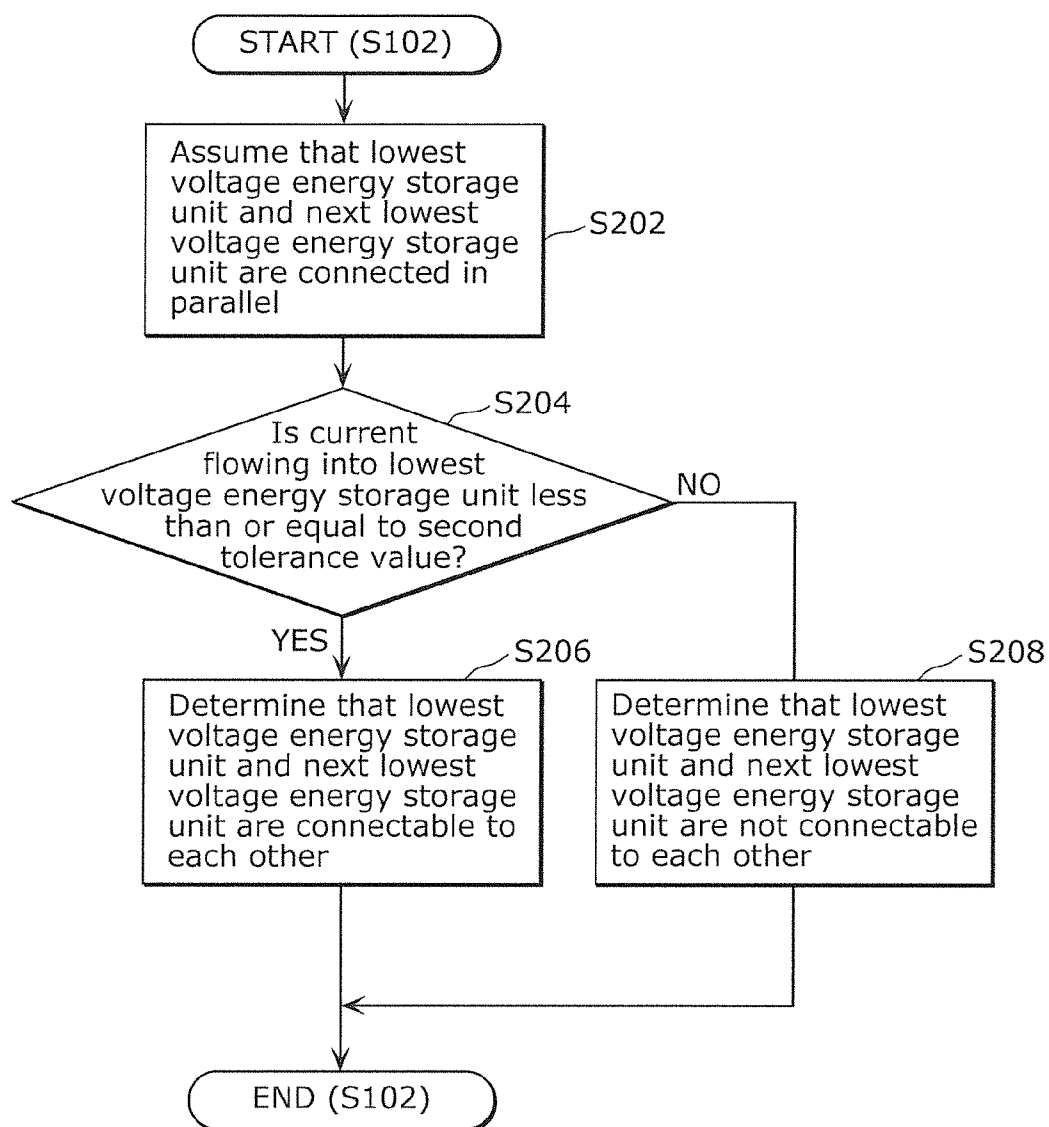 START (S102)
Assume that lowest
voltage energy storage
unit and next lowest
voltage energy storage
unit are connected in
parallel
S202
S204
Is current
flowing into lowest
voltage energy storage unit less
than or equal to second
tolerance value?
NO
YES
S206
Determine that lowest
voltage energy storage
unit and next lowest
voltage energy storage
unit are connectable to
each other
S208
Determine that lowest
voltage energy storage
unit and next lowest
voltage energy storage
unit are not connectable
to each other
END (S102)